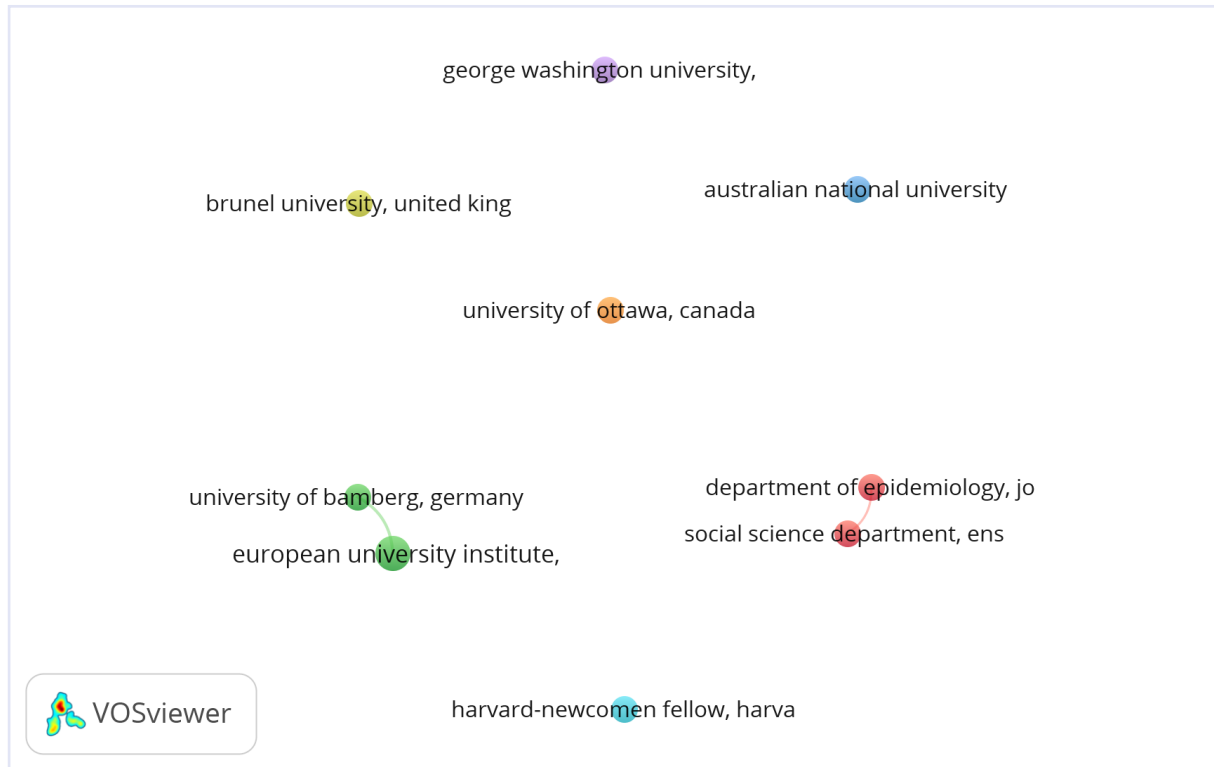 george washington university,
australian national university
brunel university, united king
university of ottawa, canada
department of epidemiology, jo
university of bamberg, germany
social science department, ens
european university institute,
harvard-newcomen fellow, harva
VOSviewer